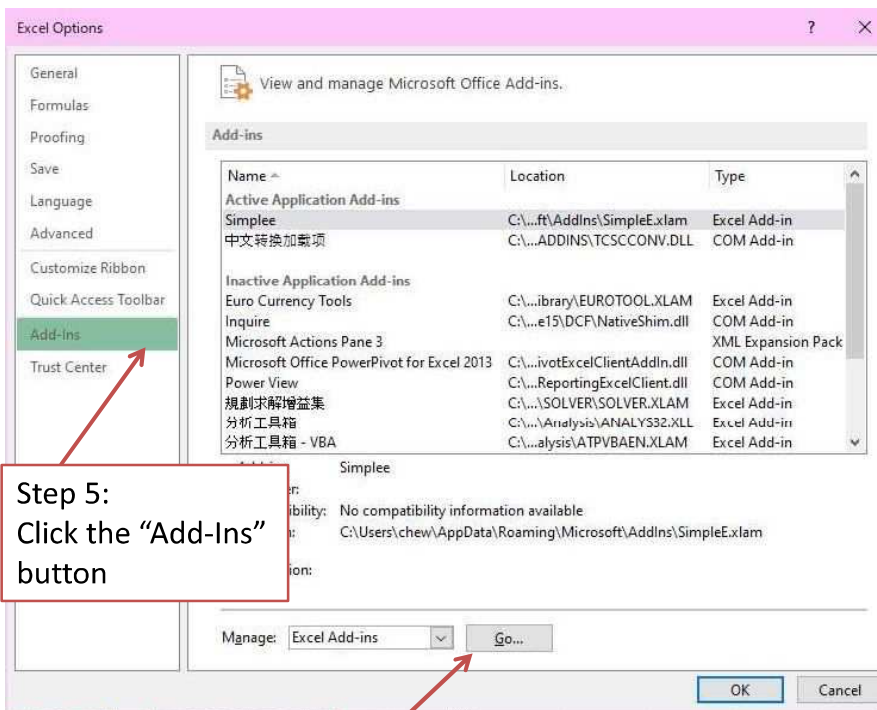 Excel Options
?
General
Formulas
Proofing
Save
Language
Advanced
Customize Ribbon
Quick Access Toolbar
Add-Ins
Trust Center
View and manage Microsoft Office Add-ins.
Add-ins
Name Location Type
Active Application Add-ins
Simplee C:\...ft\AddIns\SimpleE.xlam Excel Add-in
中文转换加载项 C:\...ADDINS\TCSCCONV.DLL COM Add-in
Inactive Application Add-ins
Euro Currency Tools C:\...ibrary\EUROTOOL.XLAM Excel Add-in
Inquire C:\...e15\DCF\NativeShim.dll COM Add-in
Microsoft Actions Pane 3 XML Expansion Pack
Microsoft Office PowerPivot for Excel 2013 C:\...ivotExcelClientAddIn.dll COM Add-in
Power View C:\...ReportingExcelClient.dll COM Add-in
規劃求解增益集 C:\...\SOLVER\SOLVER.XLAM Excel Add-in
分析工具箱 C:\...\Analysis\ANALYS32.XLL Excel Add-in
分析工具箱 - VBA C:\...alysis\ATPVBAEN.XLAM Excel Add-in
Simplee
er:
ibility: No compatibility information available
n: C:\Users\chew\AppData\Roaming\Microsoft\AddIns\SimpleE.xlam
ion:
Step 5:
Click the “Add-Ins”
button
Manage: Excel Add-ins Go...
OK Cancel